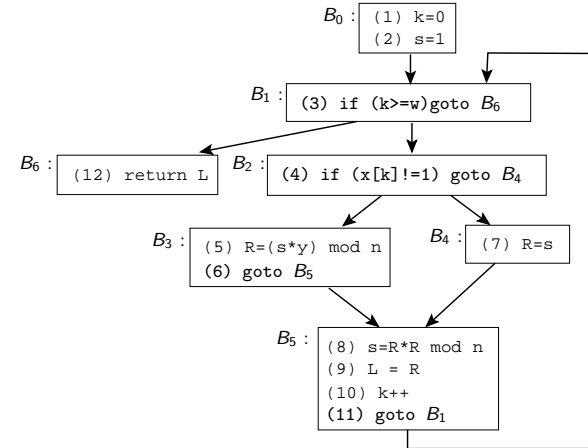 B0 :
(1) k=0
(2) s=1
B1 :
(3) if (k>=w)goto B6
B6 :
(12) return L
B2 :
(4) if (x[k]!=1) goto B4
B3 :
(5) R=(s*y) mod n
(6) goto B5
B4 :
(7) R=s
B5 :
(8) s=R*R mod n
(9) L = R
(10) k++
(11) goto B1